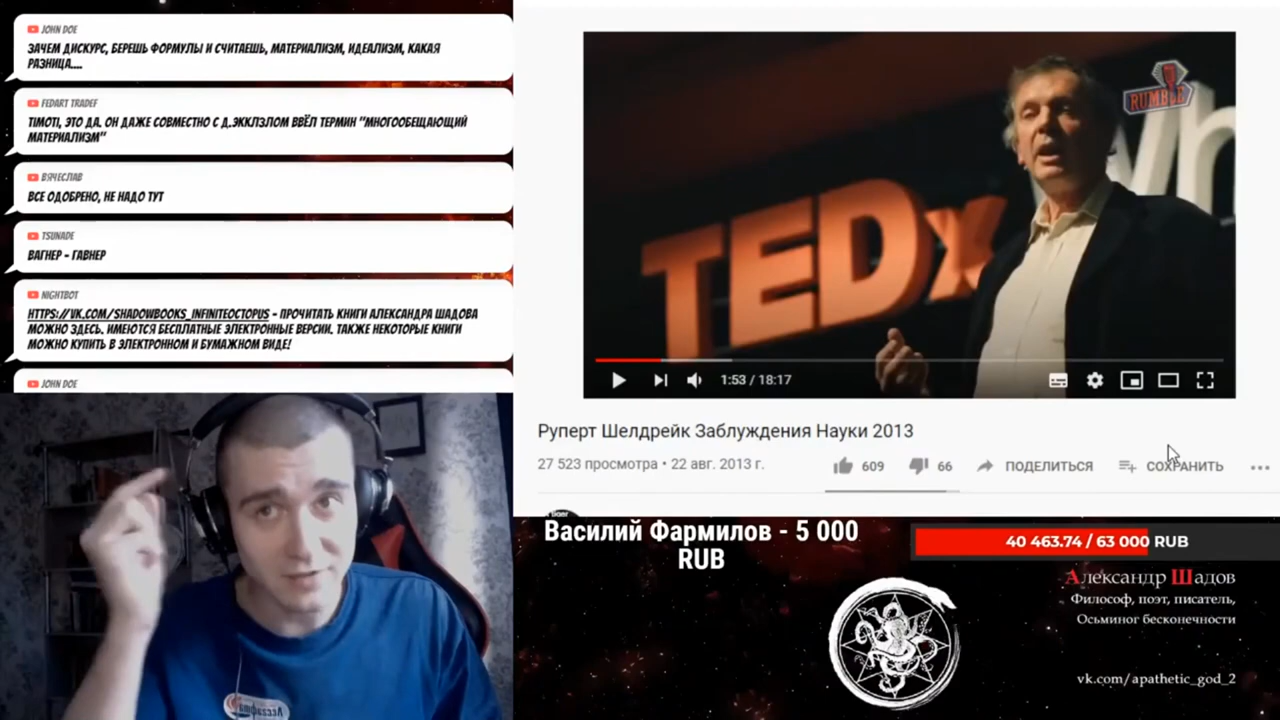 JOHN DOE
ЗАЧЕМ ДИСКУРС, БЕРЕШЬ ФОРМУЛЫ И СЧИТАЕШЬ, МАТЕРИАЛИЗМ, ИДЕАЛИЗМ, КАКАЯ
РАЗНИЦА....
FEDART TRADEF
TIMOTI, ЭТО ДА. ОН ДАЖЕ СОВМЕСТНО С Д.ЭККЛЗЛОМ ВВЁЛ ТЕРМИН "МНОГООБЕЩАЮЩИЙ
МАТЕРИАЛИЗМ"
ВЯЧЕСЛАВ
ВСЕ ОДОБРЕНО, НЕ НАДО ТУТ
TSUNADE
ВАГНЕР - ГАВНЕР
NIGHTBOT
HTTPS://VK.COM/SHADOWBOOKS_INFINITEOCTOPUS - ПРОЧИТАТЬ КНИГИ АЛЕКСАНДРА ШАДОВА
МОЖНО ЗДЕСЬ. ИМЕЮТСЯ БЕСПЛАТНЫЕ ЭЛЕКТРОННЫЕ ВЕРСИИ. ТАКЖЕ НЕКОТОРЫЕ КНИГИ
МОЖНО КУПИТЬ В ЭЛЕКТРОННОМ И БУМАЖНОМ ВИДЕ!
JOHN DOE
RUMBLE
TEDx
Wh
1:53 / 18:17
Руперт Шелдрейк Заблуждения Науки 2013
27 523 просмотра • 22 авг. 2013 г.
609
66
ПОДЕЛИТЬСЯ
СОХРАНИТЬ
Василий Фармилов - 5 000
RUB
40 463.74 / 63 000 RUB
Александр Шадов
Философ, поэт, писатель,
Осьминог бесконечности
vk.com/apathetic_god_2